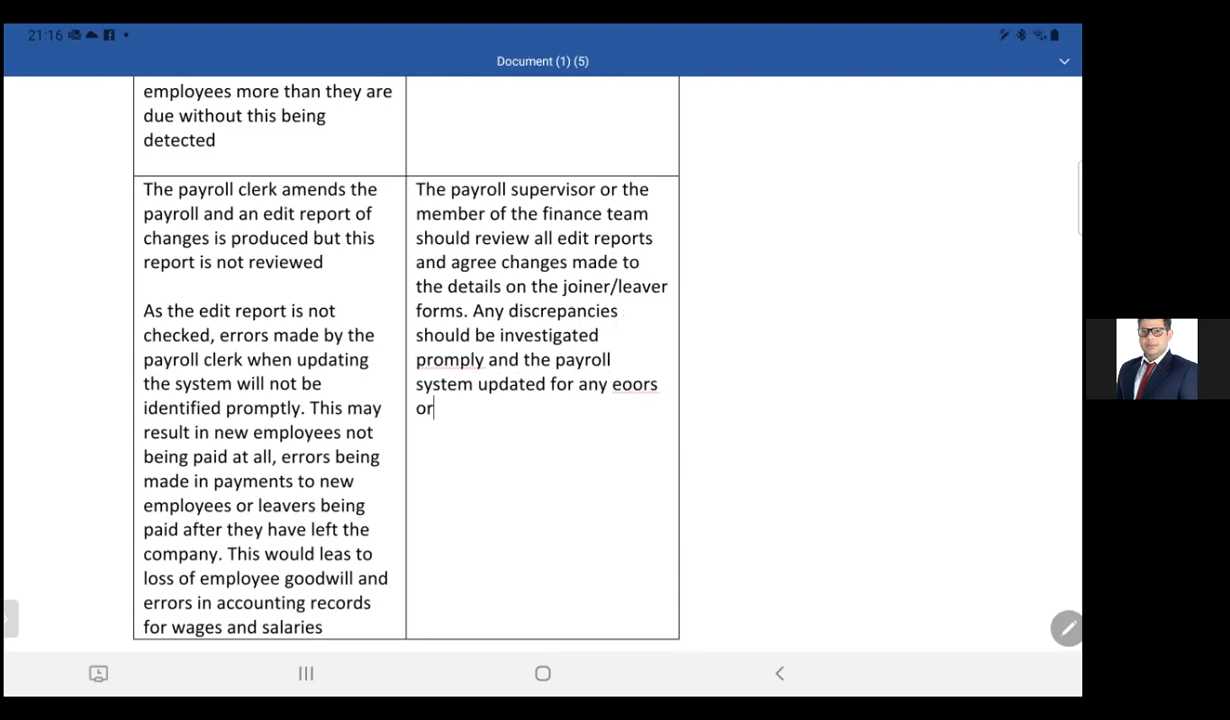 21:16
Document (1) (5)
employees more than they are
due without this being
detected
The payroll clerk amends the
payroll and an edit report of
changes is produced but this
report is not reviewed
As the edit report is not
checked, errors made by the
payroll clerk when updating
the system will not be
identified promptly. This may
result in new employees not
being paid at all, errors being
made in payments to new
employees or leavers being
paid after they have left the
company. This would leas to
loss of employee goodwill and
errors in accounting records
for wages and salaries
The payroll supervisor or the
member of the finance team
should review all edit reports
and agree changes made to
the details on the joiner/leaver
forms. Any discrepancies
should be investigated
promply and the payroll
system updated for any eoors
or